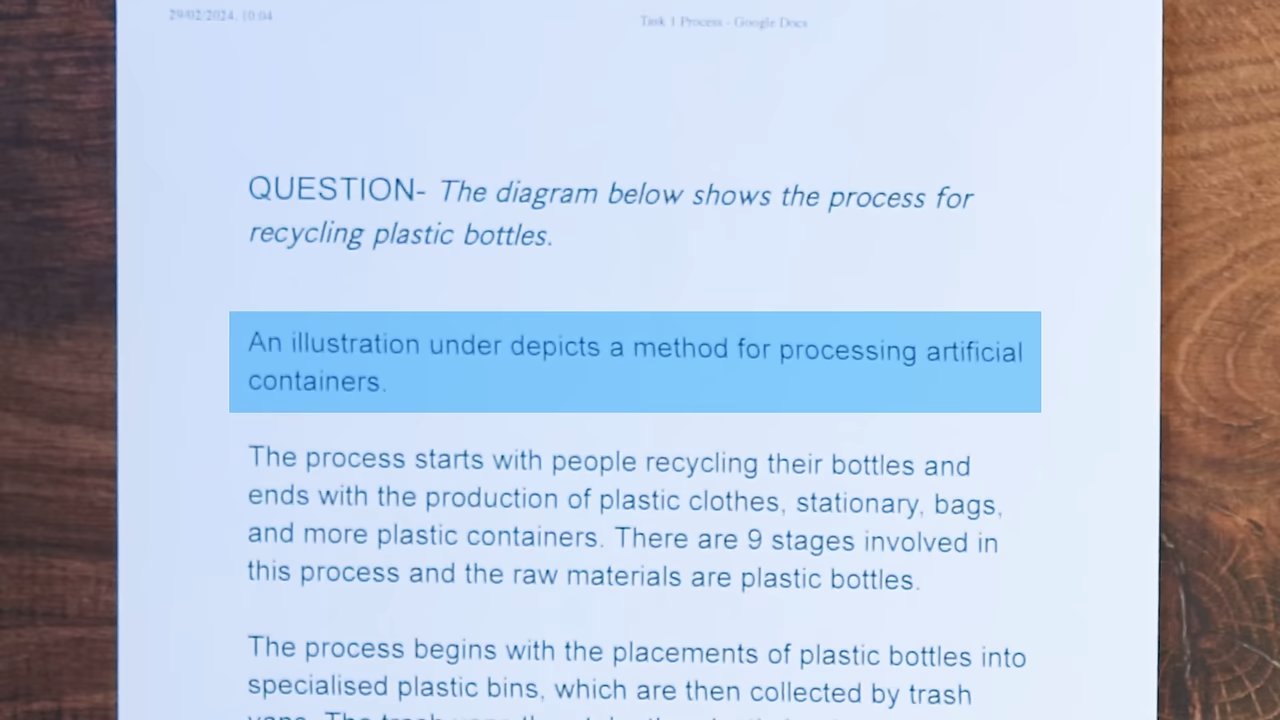 29/02/2024, 10:04 Task 1 Process - Google Docs
QUESTION- The diagram below shows the process for
recycling plastic bottles.
An illustration under depicts a method for processing artificial
containers.
The process starts with people recycling their bottles and
ends with the production of plastic clothes, stationary, bags,
and more plastic containers. There are 9 stages involved in
this process and the raw materials are plastic bottles.
The process begins with the placements of plastic bottles into
specialised plastic bins, which are then collected by trash